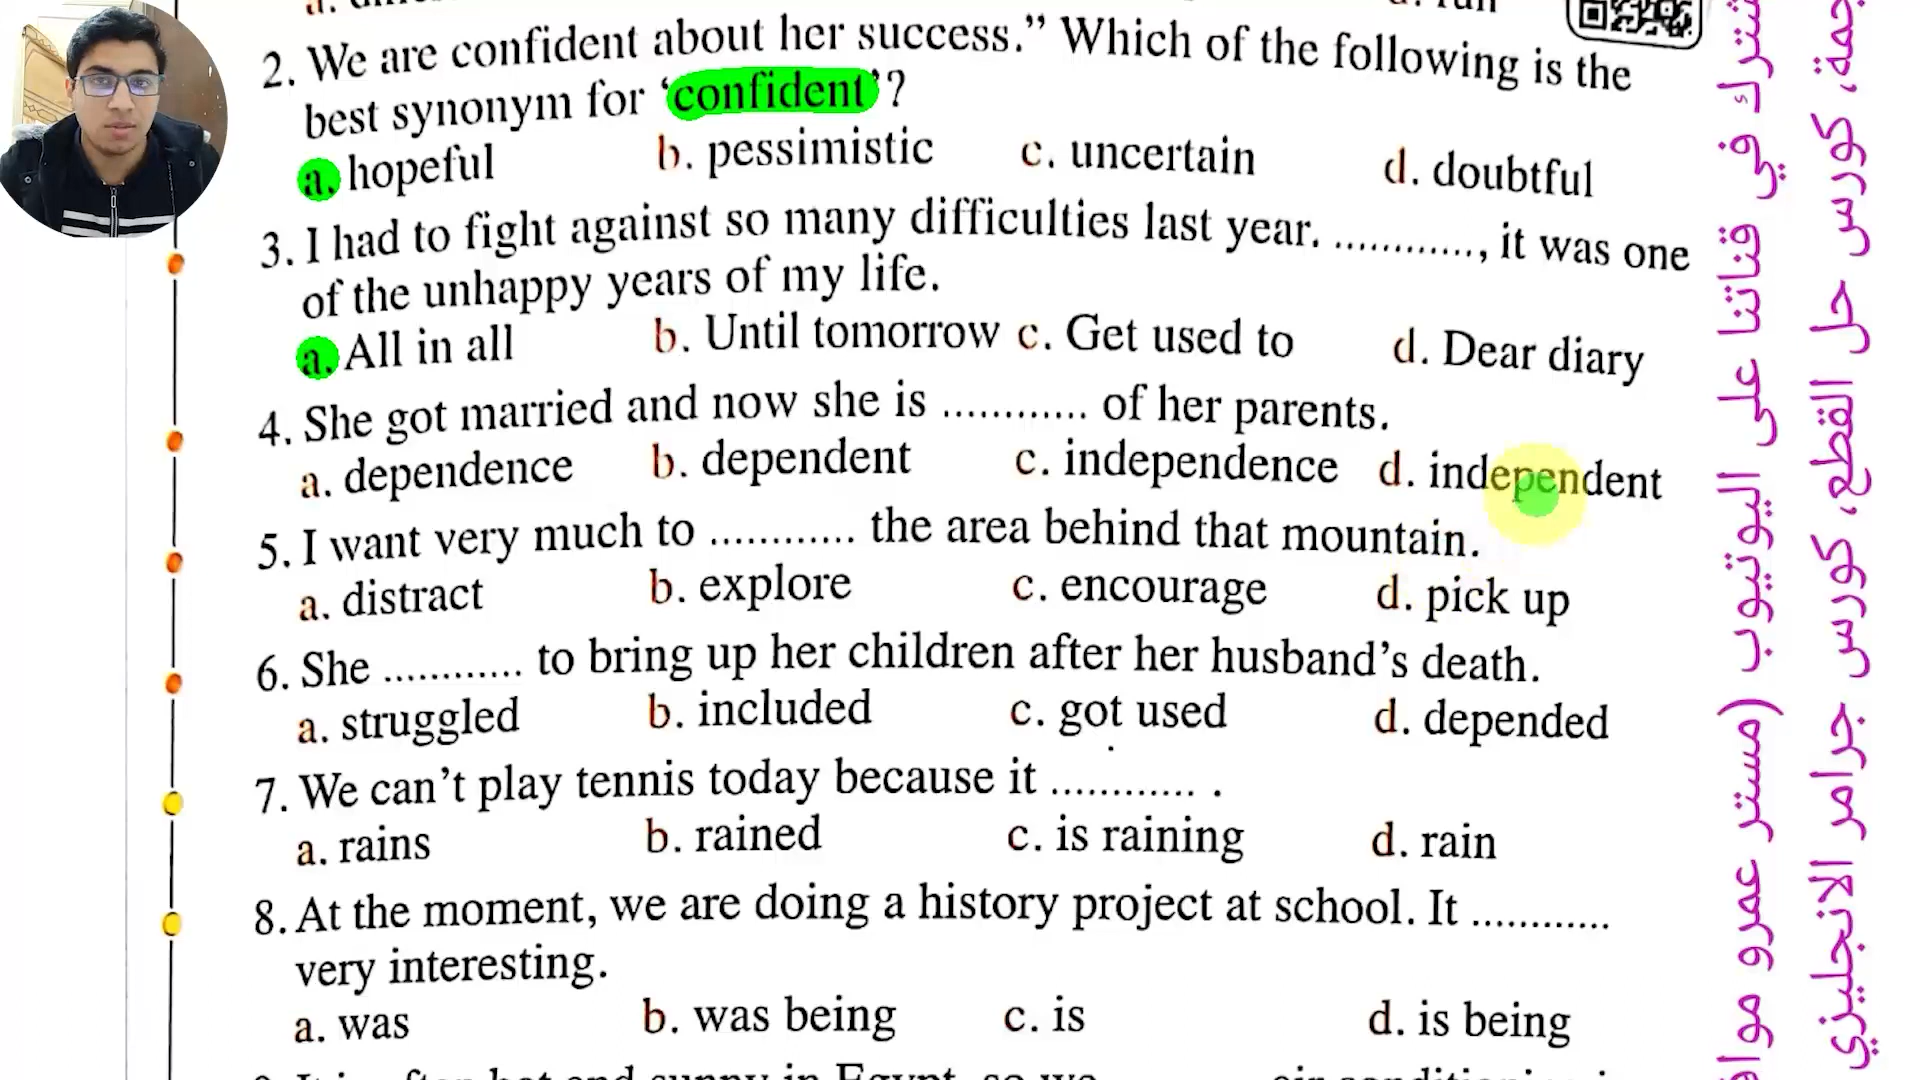 2. We are confident about her success.” Which of the following is the
best synonym for ‘confident’?
a. hopeful b. pessimistic c. uncertain d. doubtful
3. I had to fight against so many difficulties last year. ............, it was one
of the unhappy years of my life.
a. All in all b. Until tomorrow c. Get used to d. Dear diary
4. She got married and now she is ............ of her parents.
a. dependence b. dependent c. independence d. independent
5. I want very much to ............ the area behind that mountain.
a. distract b. explore c. encourage d. pick up
6. She ............ to bring up her children after her husband’s death.
a. struggled b. included c. got used d. depended
7. We can’t play tennis today because it ............ .
a. rains b. rained c. is raining d. rain
8. At the moment, we are doing a history project at school. It ............
very interesting.
a. was b. was being c. is d. is being
في قناتنا على اليوتيوب (مستر عمرو
كورس حل القطع، كورس جرامر الانجليزي